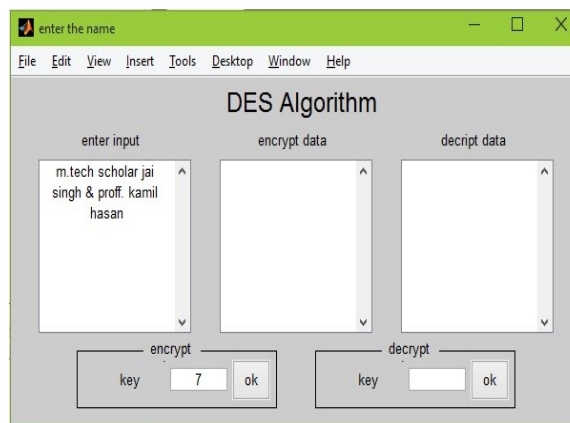 enter the name
File Edit View Insert Tools Desktop Window Help
DES Algorithm
enter input
encrypt data
decript data
m.tech scholar jai
singh & proff. kamil
hasan
encrypt
key 7 ok
decrypt
key ok